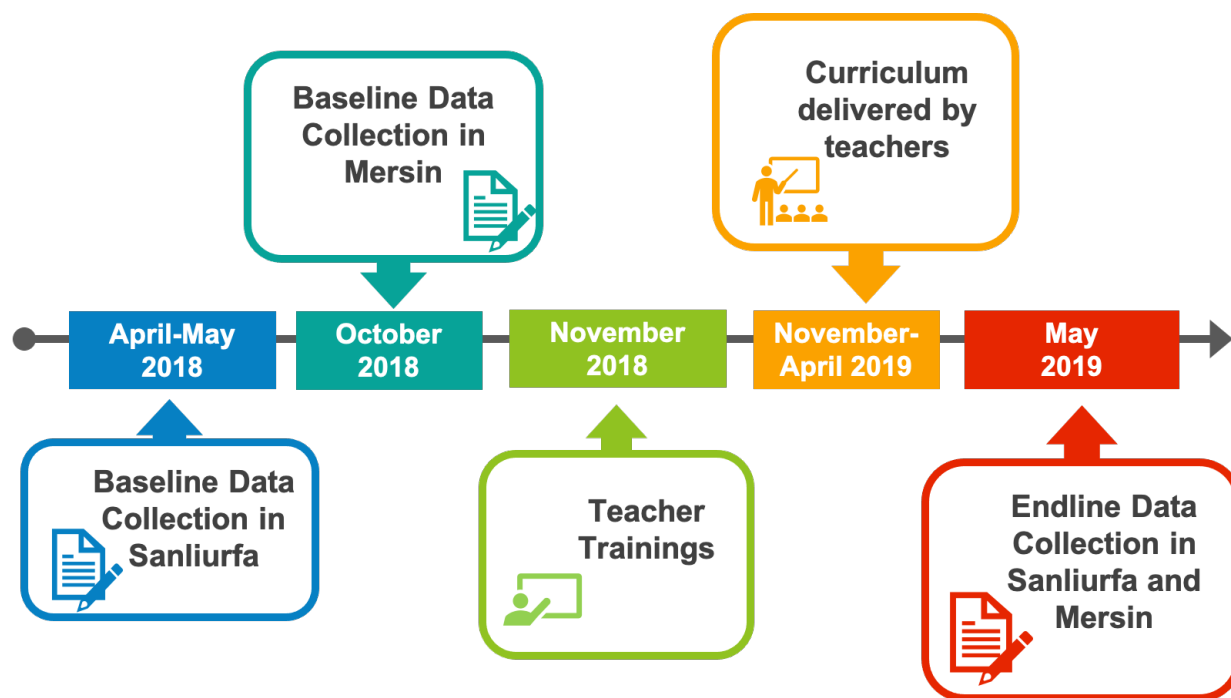 Baseline Data
Collection in
Mersin
Curriculum
delivered by
teachers
April-May
2018
October
2018
November
2018
November-
April 2019
May
2019
Baseline Data
Collection in
Sanliurfa
Teacher
Trainings
Endline Data
Collection in
Sanliurfa and
Mersin